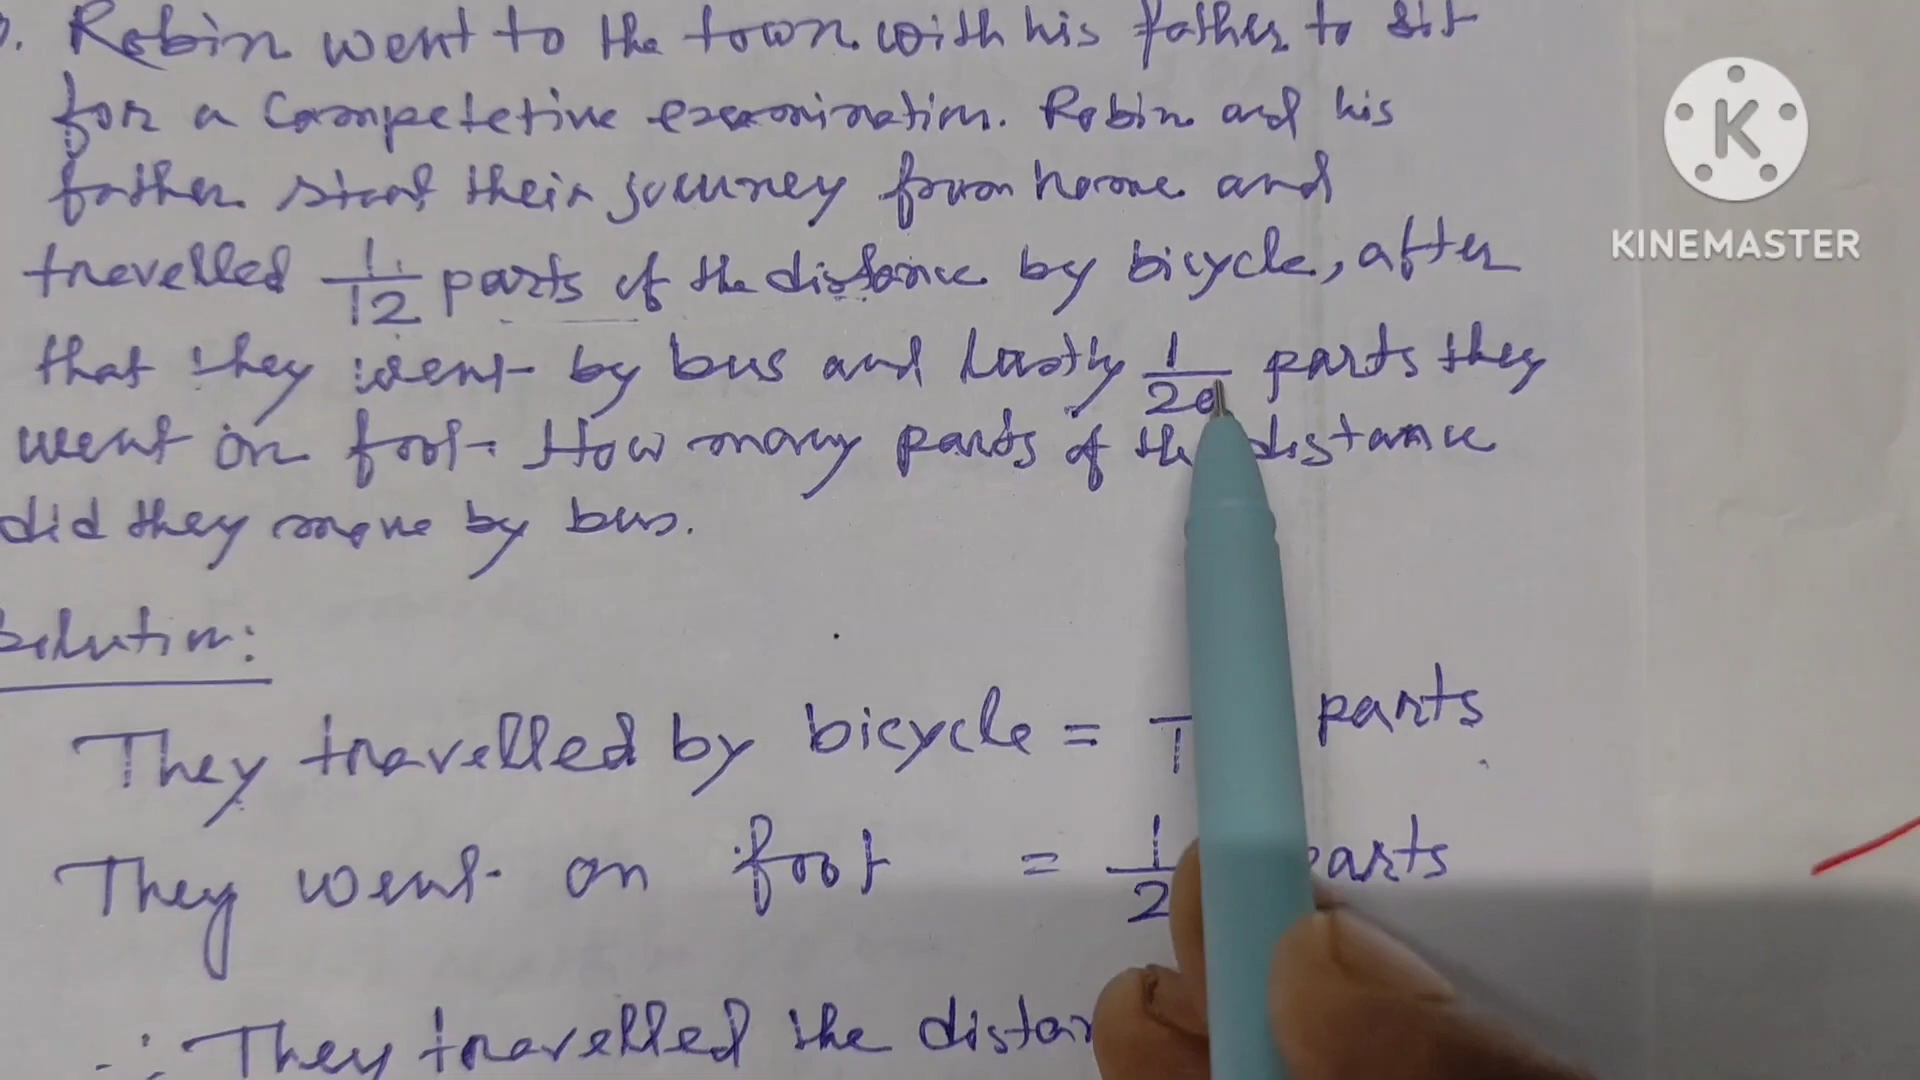 Robin went to the town with his father to sit
for a Competetive examination. Robin and his
father start their journey from home and
travelled 1/12 parts of the distance by bicycle, after
that they went by bus and lastly 1/20 parts they
went on foot. How many parts of the distance
did they move by bus.
Solution:
They travelled by bicycle = parts
They went on foot = parts
∴ They travelled the
K
KINEMASTER